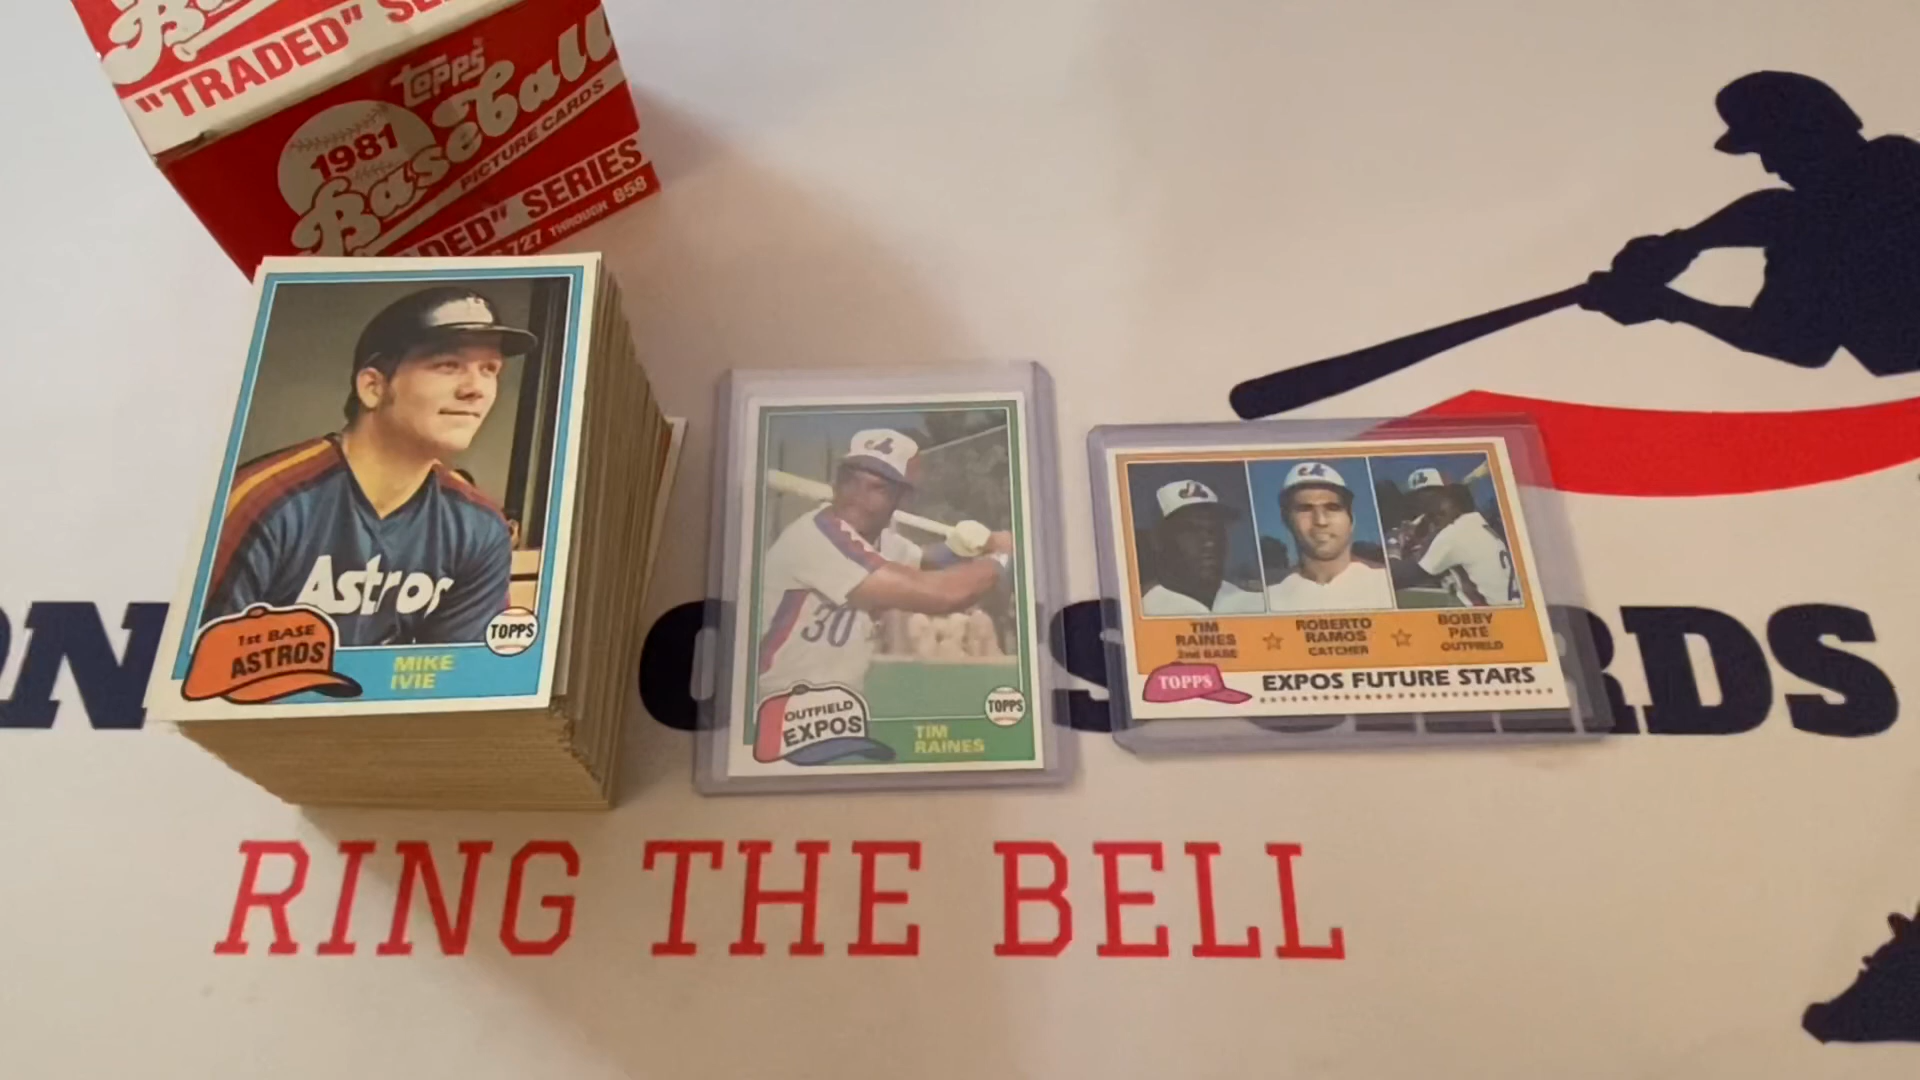 "TRADED" SE
topps
1981
Baseball
PICTURE CARDS
DED" SERIES
727 THROUGH 858
Astros
1st BASE
ASTROS
MIKE
IVIE
TOPPS
30
OUTFIELD
EXPOS
TIM
RAINES
TOPPS
TIM
RAINES
2nd BASE
ROBERTO
RAMOS
CATCHER
BOBBY
PATE
OUTFIELD
TOPPS
EXPOS FUTURE STARS
RDS
RING THE BELL